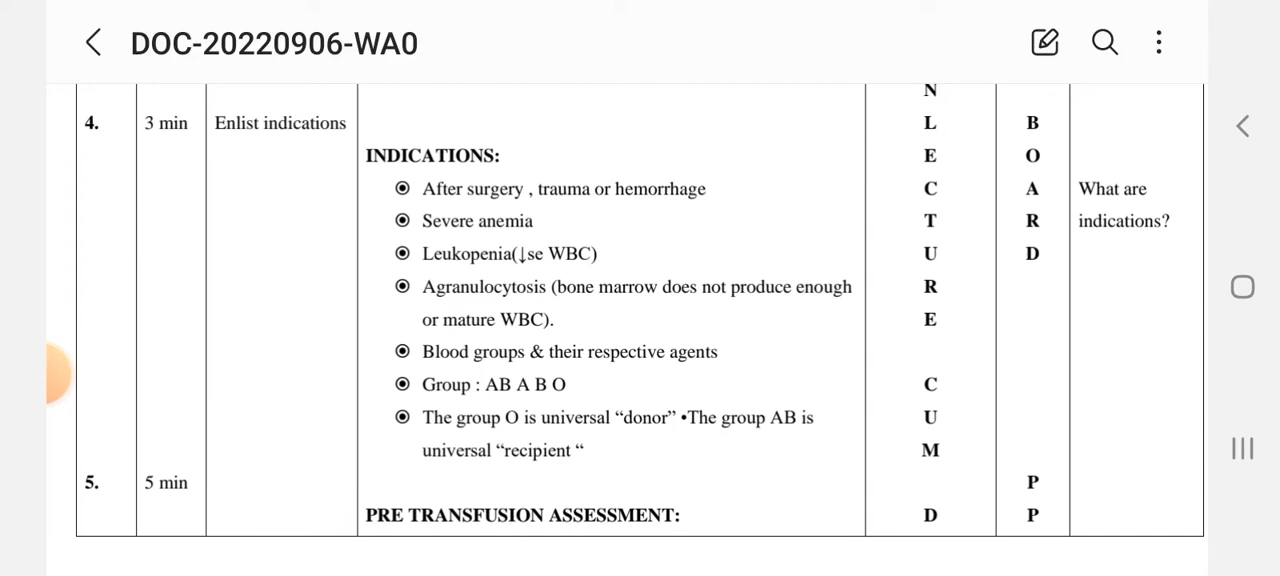 DOC-20220906-WA0
N
4. 3 min Enlist indications L B
INDICATIONS: E O
◉ After surgery , trauma or hemorrhage C A What are
◉ Severe anemia T R indications?
◉ Leukopenia(↓se WBC) U D
◉ Agranulocytosis (bone marrow does not produce enough R
or mature WBC). E
◉ Blood groups & their respective agents
◉ Group : AB A B O C
◉ The group O is universal “donor” •The group AB is U
universal “recipient “ M
5. 5 min P
PRE TRANSFUSION ASSESSMENT: D P